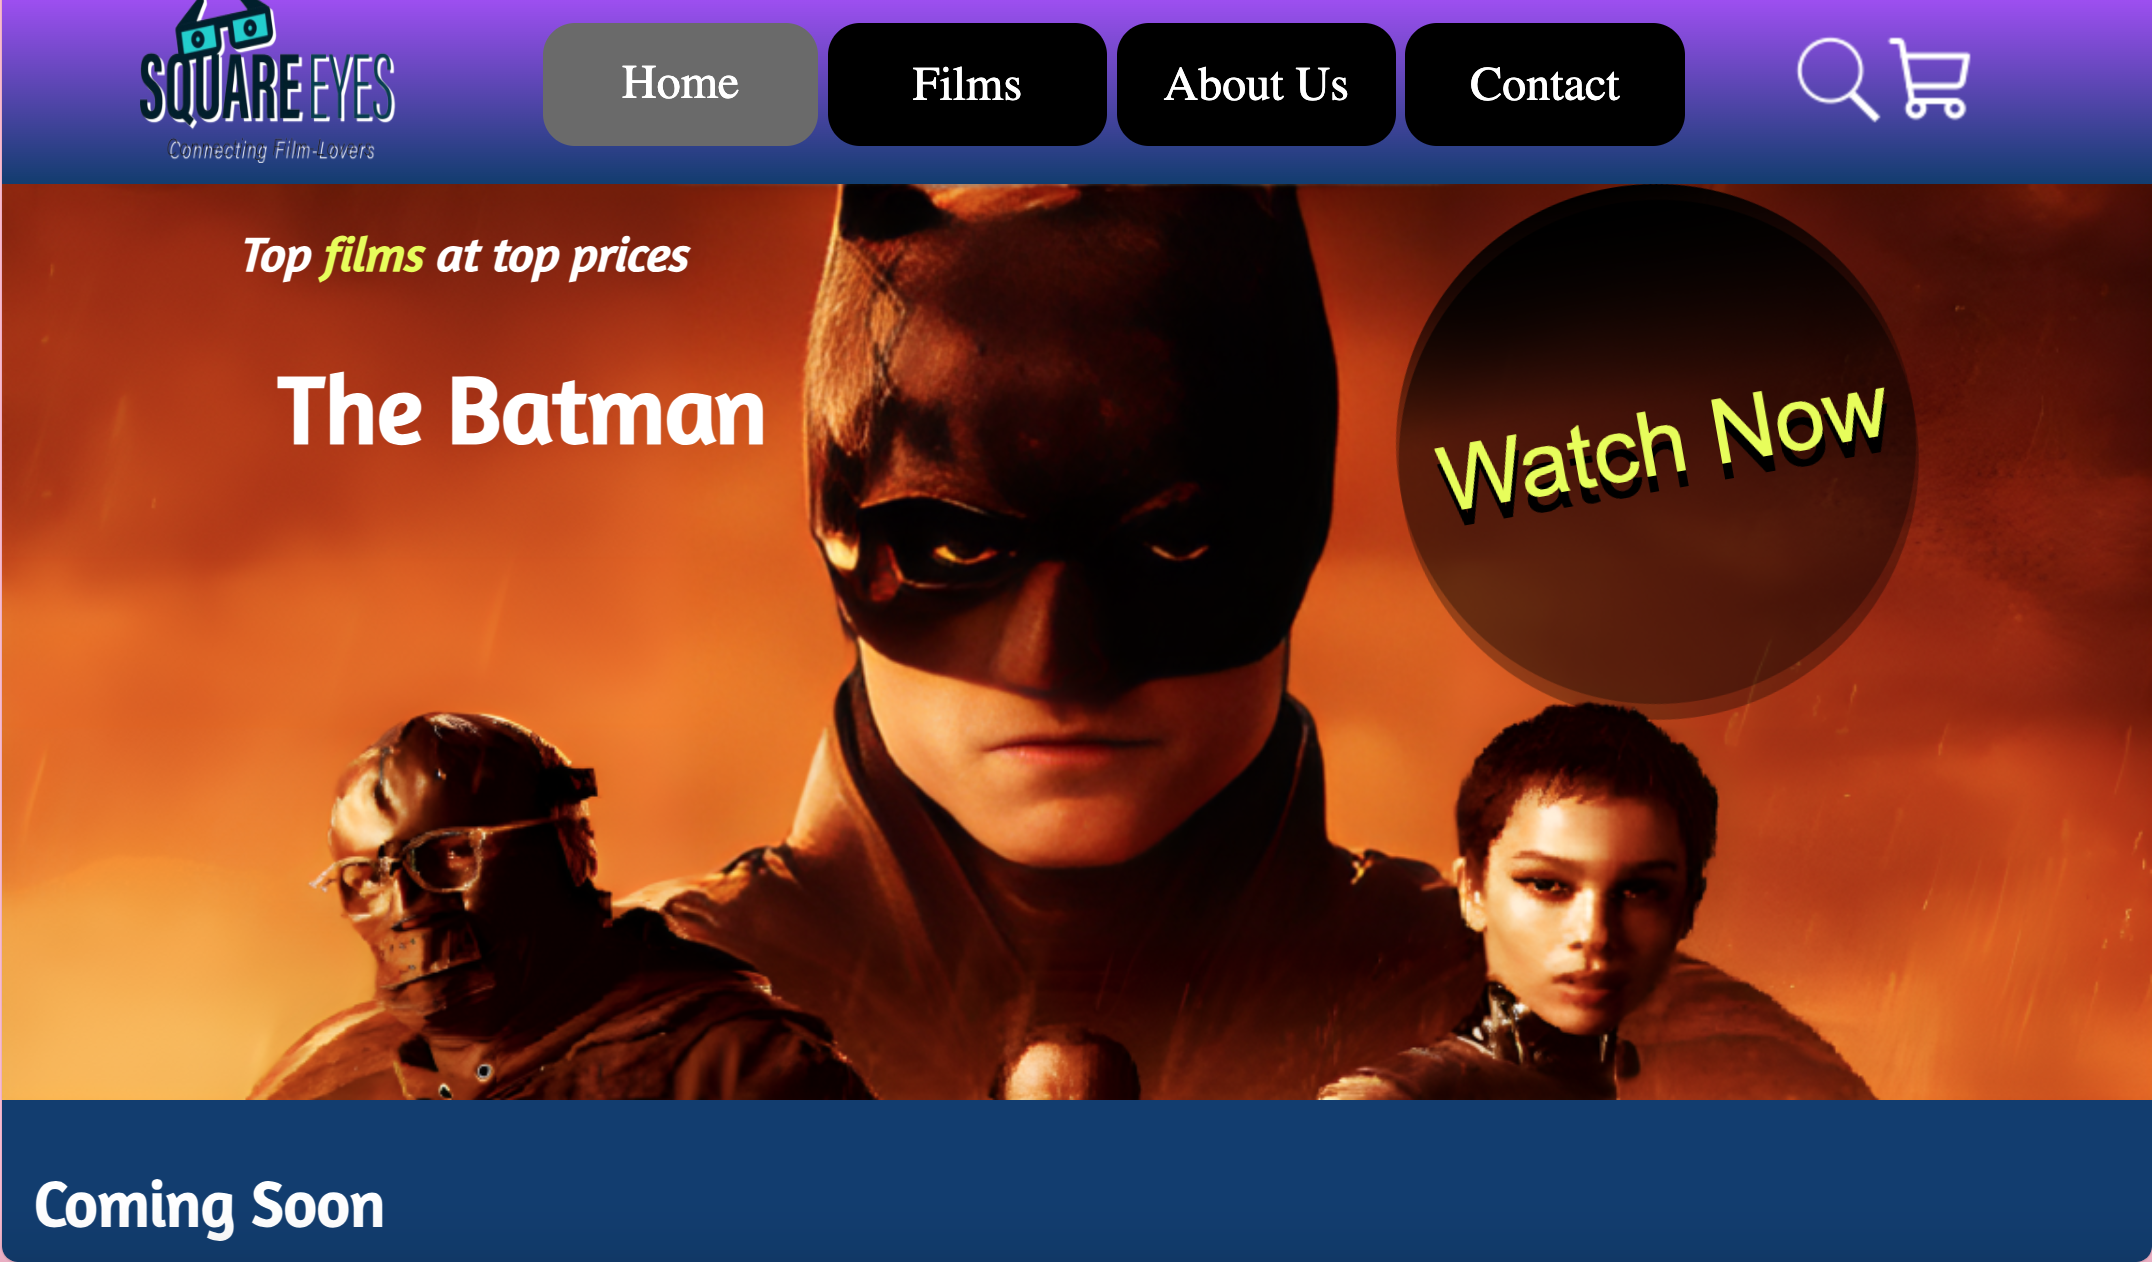 SQUARE EYES
Connecting Film-Lovers
Home
Films
About Us
Contact
Top films at top prices
The Batman
Watch Now
Coming Soon